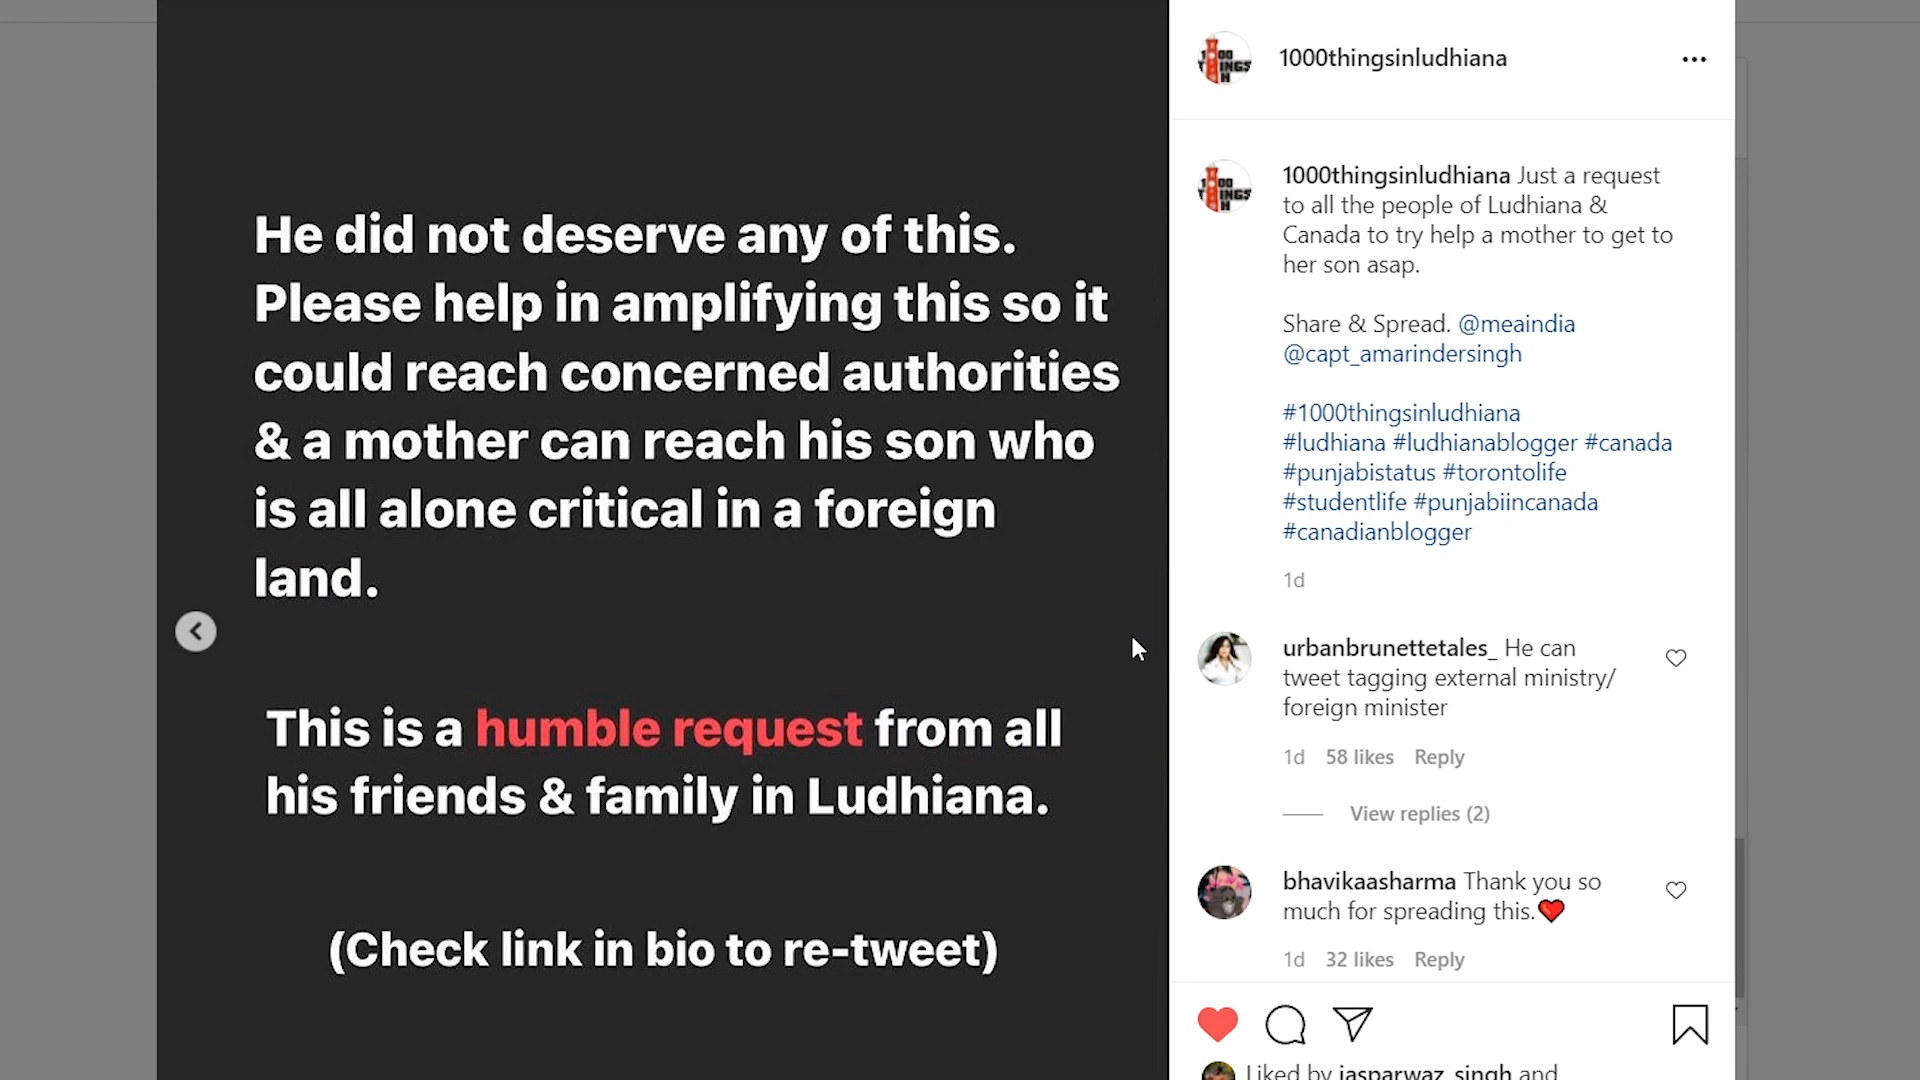 He did not deserve any of this.
Please help in amplifying this so it
could reach concerned authorities
& a mother can reach his son who
is all alone critical in a foreign
land.
This is a humble request from all
his friends & family in Ludhiana.
(Check link in bio to re-tweet)
1000thingsinludhiana
1000thingsinludhiana Just a request
to all the people of Ludhiana &
Canada to try help a mother to get to
her son asap.
Share & Spread. @meaindia
@capt_amarindersingh
#1000thingsinludhiana
#ludhiana #ludhianablogger #canada
#punjabistatus #torontolife
#studentlife #punjabiincanada
#canadianblogger
1d
urbanbrunettetales_ He can
tweet tagging external ministry/
foreign minister
1d 58 likes Reply
View replies (2)
bhavikaasharma Thank you so
much for spreading this.❤️
1d 32 likes Reply
Liked by jasparwaz_singh and